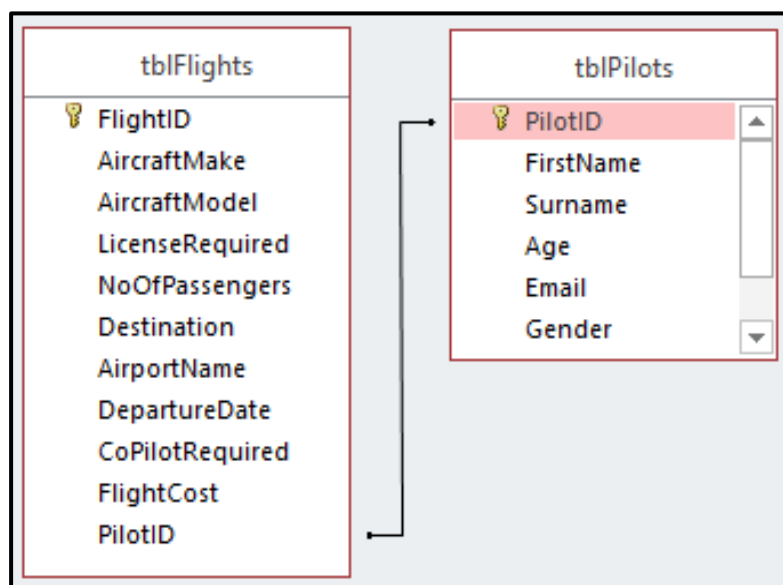 tblFlights
FlightID
AircraftMake
AircraftModel
LicenseRequired
NoOfPassengers
Destination
AirportName
DepartureDate
CoPilotRequired
FlightCost
PilotID
tblPilots
PilotID
FirstName
Surname
Age
Email
Gender